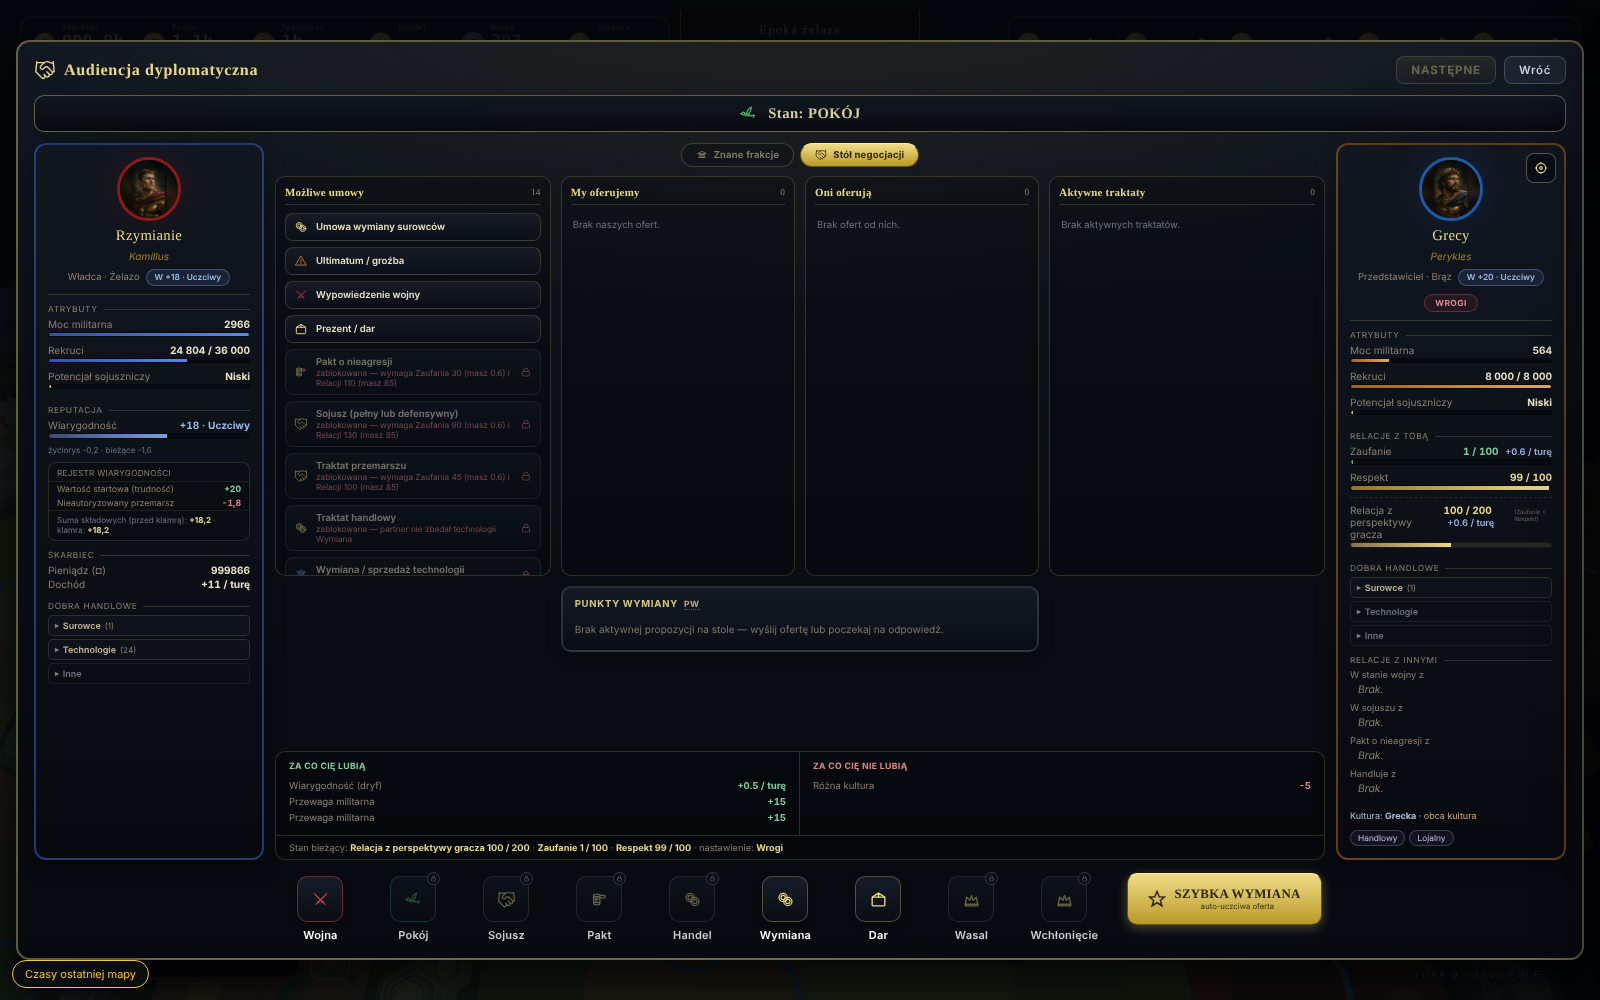 Epoka żelaza
Audiencja dyplomatyczna
NASTĘPNE
Wróć
Stan: POKÓJ
Rzymianie
Kamillus
Władca · Żelazo
W +18 · Uczciwy
ATRYBUTY
Moc militarna 2966
Rekruci 24 804 / 36 000
Potencjał sojuszniczy Niski
REPUTACJA
Wiarygodność +18 · Uczciwy
życiorys -0,2 · bieżące -1,6
REJESTR WIARYGODNOŚCI
Wartość startowa (trudność) +20
Nieautoryzowany przemarsz -1,8
Suma składowych (przed klamrą): +18,2 ·
klamra: +18,2
SKARBIEC
Pieniądz (¤) 999866
Dochód +11 / turę
DOBRA HANDLOWE
▸ Surowce (1)
▸ Technologie (24)
▸ Inne
Znane frakcje
Stół negocjacji
Możliwe umowy 14
Umowa wymiany surowców
Ultimatum / groźba
Wypowiedzenie wojny
Prezent / dar
Pakt o nieagresji
zablokowana — wymaga Zaufania 30 (masz 0.6) i
Relacji 110 (masz 85)
Sojusz (pełny lub defensywny)
zablokowana — wymaga Zaufania 90 (masz 0.6) i
Relacji 130 (masz 85)
Traktat przemarszu
zablokowana — wymaga Zaufania 45 (masz 0.6) i
Relacji 100 (masz 85)
Traktat handlowy
zablokowana — partner nie zbadał technologii
Wymiana
Wymiana / sprzedaż technologii
My oferujemy 0
Brak naszych ofert.
Oni oferują 0
Brak ofert od nich.
Aktywne traktaty 0
Brak aktywnych traktatów.
PUNKTY WYMIANY PW
Brak aktywnej propozycji na stole — wyślij ofertę lub poczekaj na odpowiedź.
ZA CO CIĘ LUBIĄ
Wiarygodność (dryf) +0.5 / turę
Przewaga militarna +15
Przewaga militarna +15
ZA CO CIĘ NIE LUBIĄ
Różna kultura -5
Stan bieżący: Relacja z perspektywy gracza 100 / 200 · Zaufanie 1 / 100 · Respekt 99 / 100 · nastawienie: Wrogi
Grecy
Perykles
Przedstawiciel · Brąz
W +20 · Uczciwy
WROGI
ATRYBUTY
Moc militarna 564
Rekruci 8 000 / 8 000
Potencjał sojuszniczy Niski
RELACJE Z TOBĄ
Zaufanie 1 / 100 +0.6 / turę
Respekt 99 / 100
Relacja z perspektywy gracza 100 / 200 +0.6 / turę (Zaufanie + Respekt)
DOBRA HANDLOWE
▸ Surowce (1)
▸ Technologie
▸ Inne
RELACJE Z INNYMI
W stanie wojny z
Brak.
W sojuszu z
Brak.
Pakt o nieagresji z
Brak.
Handluje z
Brak.
Kultura: Grecka · obca kultura
Handlowy
Lojalny
Wojna
Pokój
Sojusz
Pakt
Handel
Wymiana
Dar
Wasal
Wchłonięcie
SZYBKA WYMIANA
auto-uczciwa oferta
Czasy ostatniej mapy
TURA 9 · 3600 P.N.E.